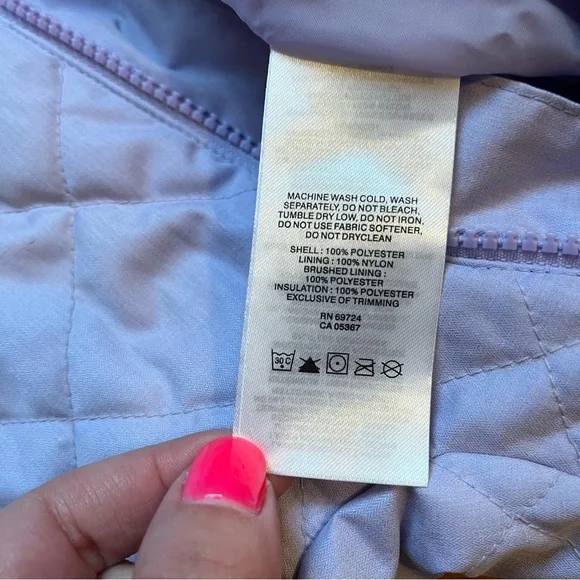 MACHINE WASH COLD, WASH
SEPARATELY, DO NOT BLEACH,
TUMBLE DRY LOW, DO NOT IRON,
DO NOT USE FABRIC SOFTENER,
DO NOT DRYCLEAN
SHELL : 100% POLYESTER
LINING : 100% NYLON
BRUSHED LINING :
100% POLYESTER
INSULATION : 100% POLYESTER
EXCLUSIVE OF TRIMMING
RN 69724
CA 05367
30 C